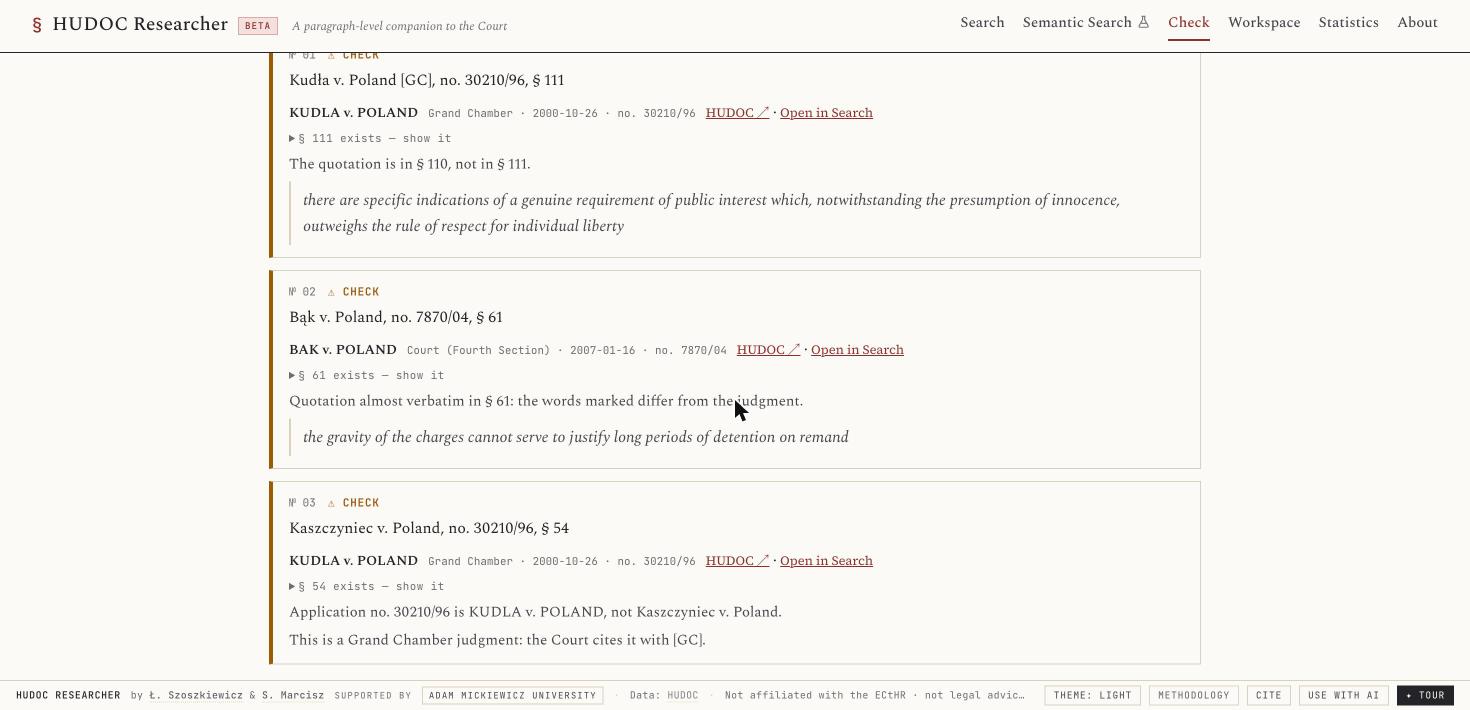 § HUDOC Researcher BETA A paragraph-level companion to the Court Search Semantic Search Check Workspace Statistics About
№ 01 ⚠ CHECK
Kudła v. Poland [GC], no. 30210/96, § 111
KUDLA v. POLAND Grand Chamber · 2000-10-26 · no. 30210/96 HUDOC ↗ · Open in Search
▶ § 111 exists — show it
The quotation is in § 110, not in § 111.
there are specific indications of a genuine requirement of public interest which, notwithstanding the presumption of innocence,
outweighs the rule of respect for individual liberty
№ 02 ⚠ CHECK
Bąk v. Poland, no. 7870/04, § 61
BAK v. POLAND Court (Fourth Section) · 2007-01-16 · no. 7870/04 HUDOC ↗ · Open in Search
▶ § 61 exists — show it
Quotation almost verbatim in § 61: the words marked differ from the judgment.
the gravity of the charges cannot serve to justify long periods of detention on remand
№ 03 ⚠ CHECK
Kaszczyniec v. Poland, no. 30210/96, § 54
KUDLA v. POLAND Grand Chamber · 2000-10-26 · no. 30210/96 HUDOC ↗ · Open in Search
▶ § 54 exists — show it
Application no. 30210/96 is KUDLA v. POLAND, not Kaszczyniec v. Poland.
This is a Grand Chamber judgment: the Court cites it with [GC].
HUDOC RESEARCHER by Ł. Szoszkiewicz & S. Marcisz SUPPORTED BY ADAM MICKIEWICZ UNIVERSITY · Data: HUDOC · Not affiliated with the ECtHR · not legal advic… THEME: LIGHT METHODOLOGY CITE USE WITH AI ✦ TOUR